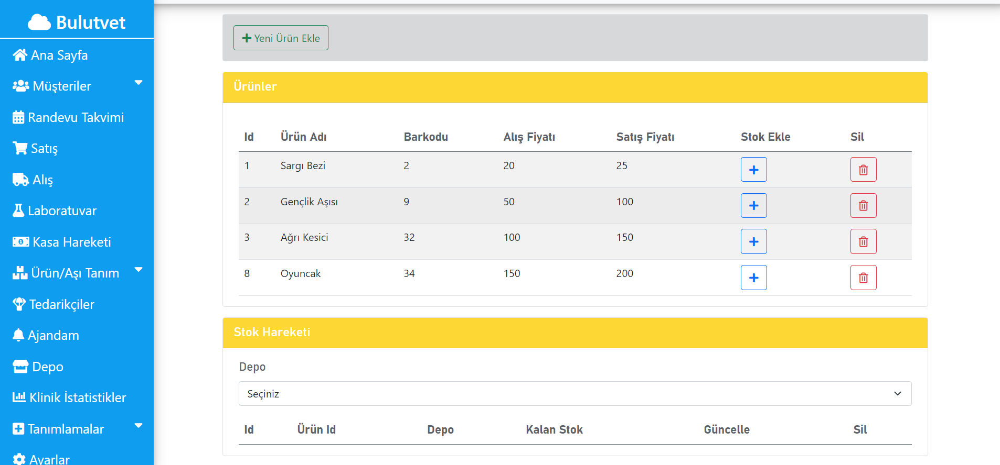 Bulutvet
Ana Sayfa
Müşteriler
Randevu Takvimi
Satış
Alış
Laboratuvar
Kasa Hareketi
Ürün/Aşı Tanım
Tedarikçiler
Ajandam
Depo
Klinik İstatistikler
Tanımlamalar
Ayarlar
Yeni Ürün Ekle
Ürünler
Id Ürün Adı Barkodu Alış Fiyatı Satış Fiyatı Stok Ekle Sil
1 Sargı Bezi 2 20 25
2 Gençlik Aşısı 9 50 100
3 Ağrı Kesici 32 100 150
8 Oyuncak 34 150 200
Stok Hareketi
Depo
Seçiniz
Id Ürün Id Depo Kalan Stok Güncelle Sil